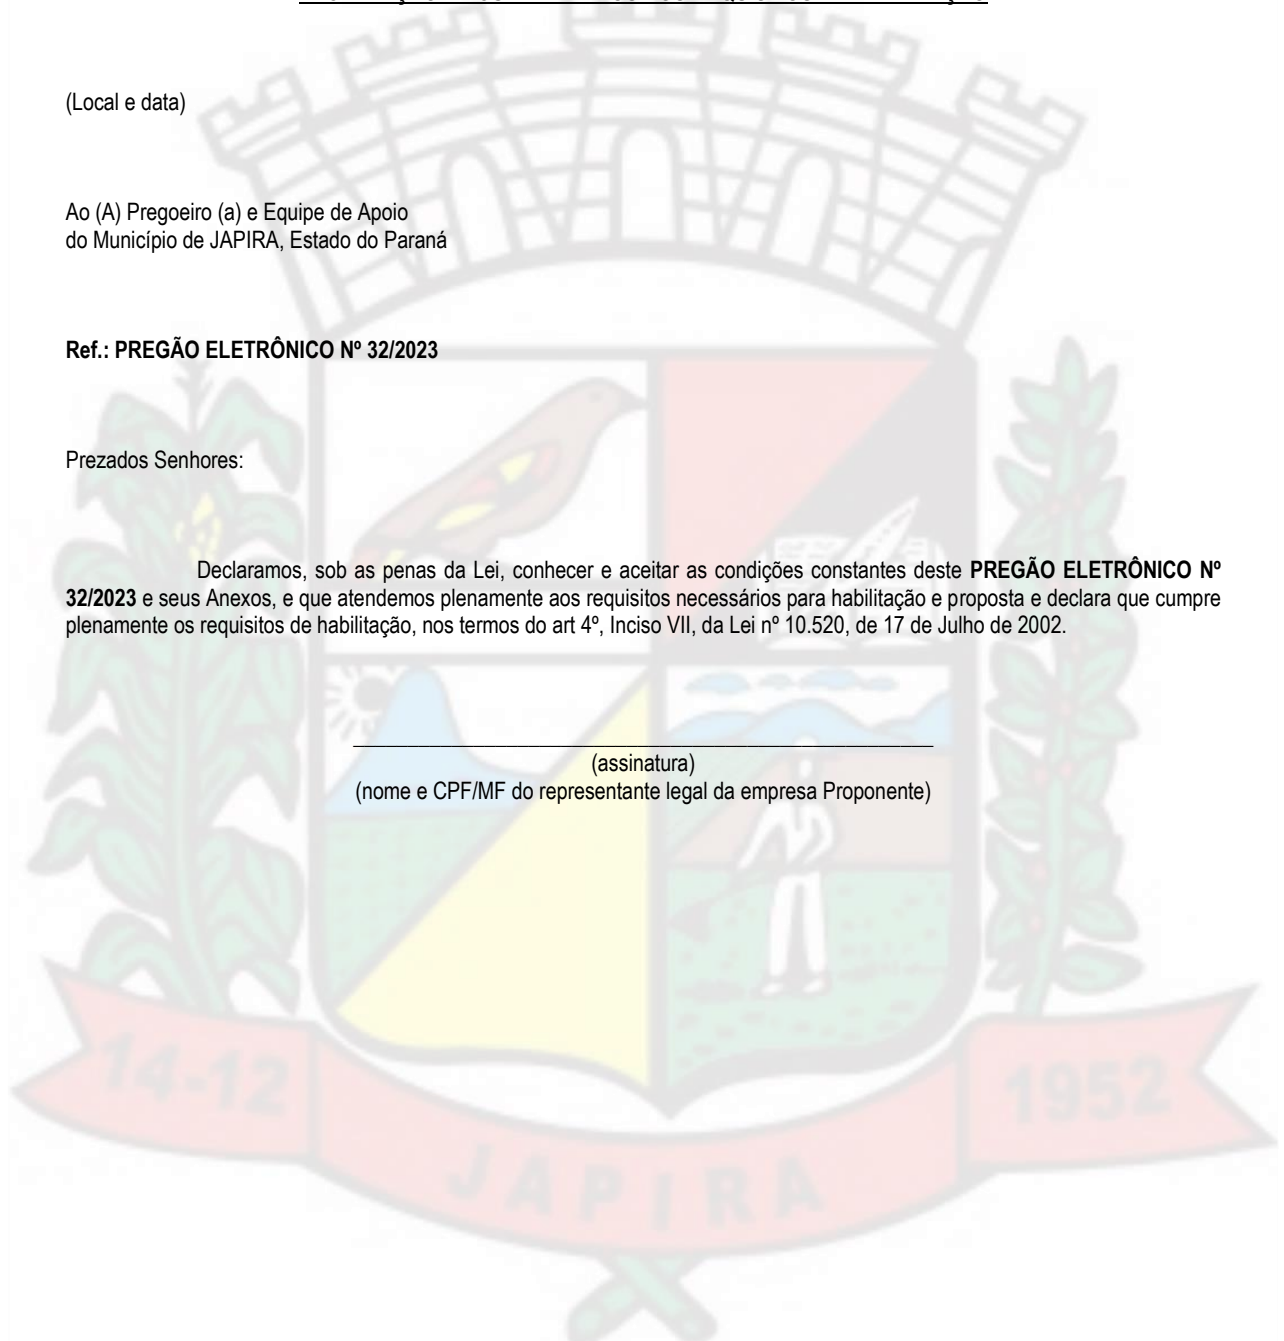 (Local e data)
Ao (A) Pregoeiro (a) e Equipe de Apoio
do Município de JAPIRA, Estado do Paraná
Ref.: PREGÃO ELETRÔNICO Nº 32/2023
Prezados Senhores:
Declaramos, sob as penas da Lei, conhecer e aceitar as condições constantes deste PREGÃO ELETRÔNICO Nº
32/2023 e seus Anexos, e que atendemos plenamente aos requisitos necessários para habilitação e proposta e declara que cumpre
plenamente os requisitos de habilitação, nos termos do art 4º, Inciso VII, da Lei nº 10.520, de 17 de Julho de 2002.
(assinatura)
(nome e CPF/MF do representante legal da empresa Proponente)
14-12
1952
JAPIRA